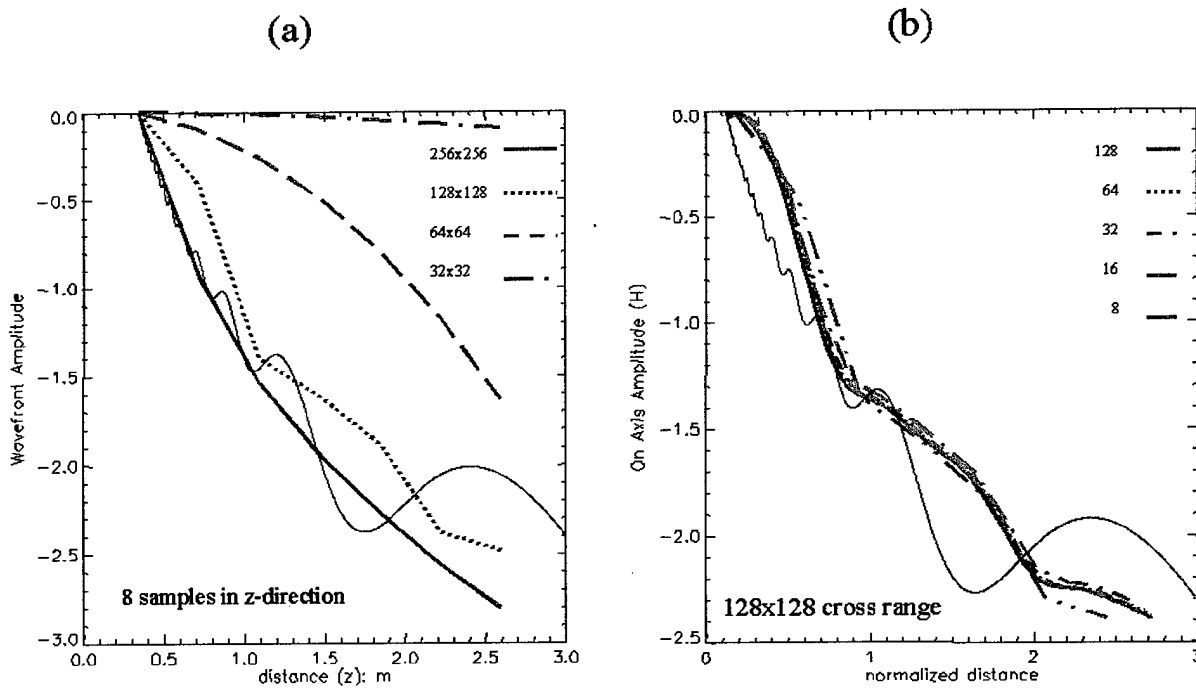 (a)
0.0
-0.5
-1.0
-1.5
-2.0
-2.5
-3.0
Wavefront Amplitude
256x256
128x128
64x64
32x32
8 samples in z-direction
0.0 0.5 1.0 1.5 2.0 2.5 3.0
distance (z): m
(b)
0.0
-0.5
-1.0
-1.5
-2.0
-2.5
On Axis Amplitude (H)
128
64
32
16
8
128x128 cross range
0 1 2 3
normalized distance